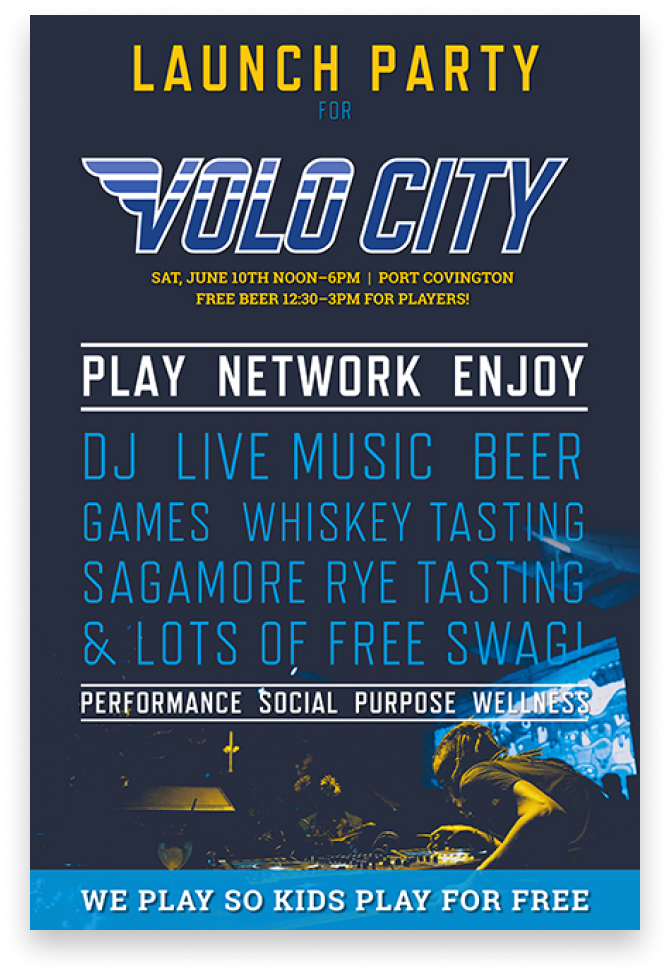 LAUNCH PARTY
FOR
VOLO CITY
SAT, JUNE 10TH NOON–6PM | PORT COVINGTON
FREE BEER 12:30–3PM FOR PLAYERS!
PLAY NETWORK ENJOY
DJ LIVE MUSIC BEER
GAMES WHISKEY TASTING
SAGAMORE RYE TASTING
& LOTS OF FREE SWAG!
PERFORMANCE SOCIAL PURPOSE WELLNESS
WE PLAY SO KIDS PLAY FOR FREE